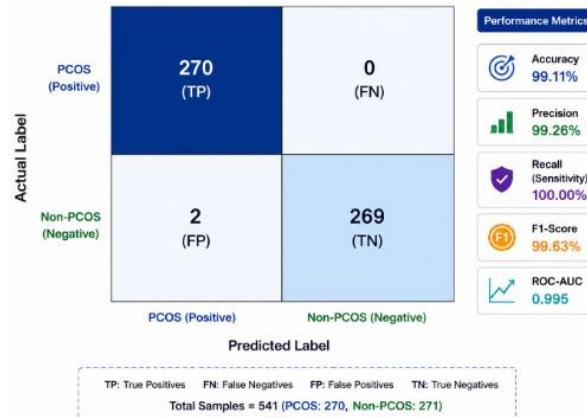 Performance Metrics
Actual Label
PCOS
(Positive)
270
(TP)
0
(FN)
Non-PCOS
(Negative)
2
(FP)
269
(TN)
PCOS (Positive)
Non-PCOS (Negative)
Predicted Label
Accuracy
99.11%
Precision
99.26%
Recall
(Sensitivity)
100.00%
F1
F1-Score
99.63%
ROC-AUC
0.995
TP: True Positives FN: False Negatives FP: False Positives TN: True Negatives
Total Samples = 541 (PCOS: 270, Non-PCOS: 271)